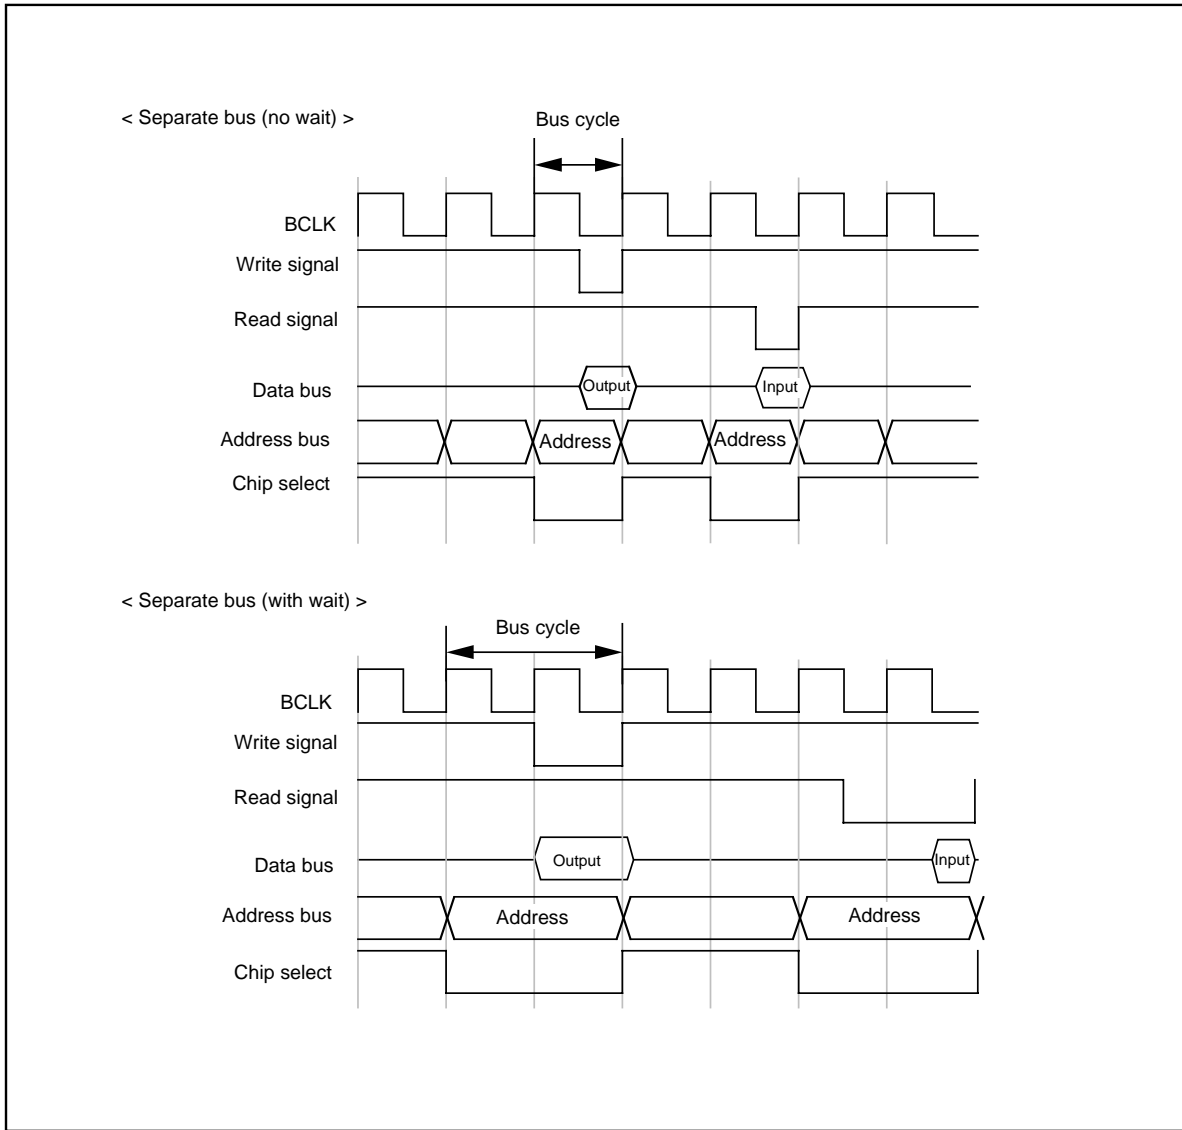 < Separate bus (no wait) >
Bus cycle
BCLK
Write signal
Read signal
Data bus
Output
Input
Address bus
Address
Address
Chip select
< Separate bus (with wait) >
Bus cycle
BCLK
Write signal
Read signal
Data bus
Output
Input
Address bus
Address
Address
Chip select